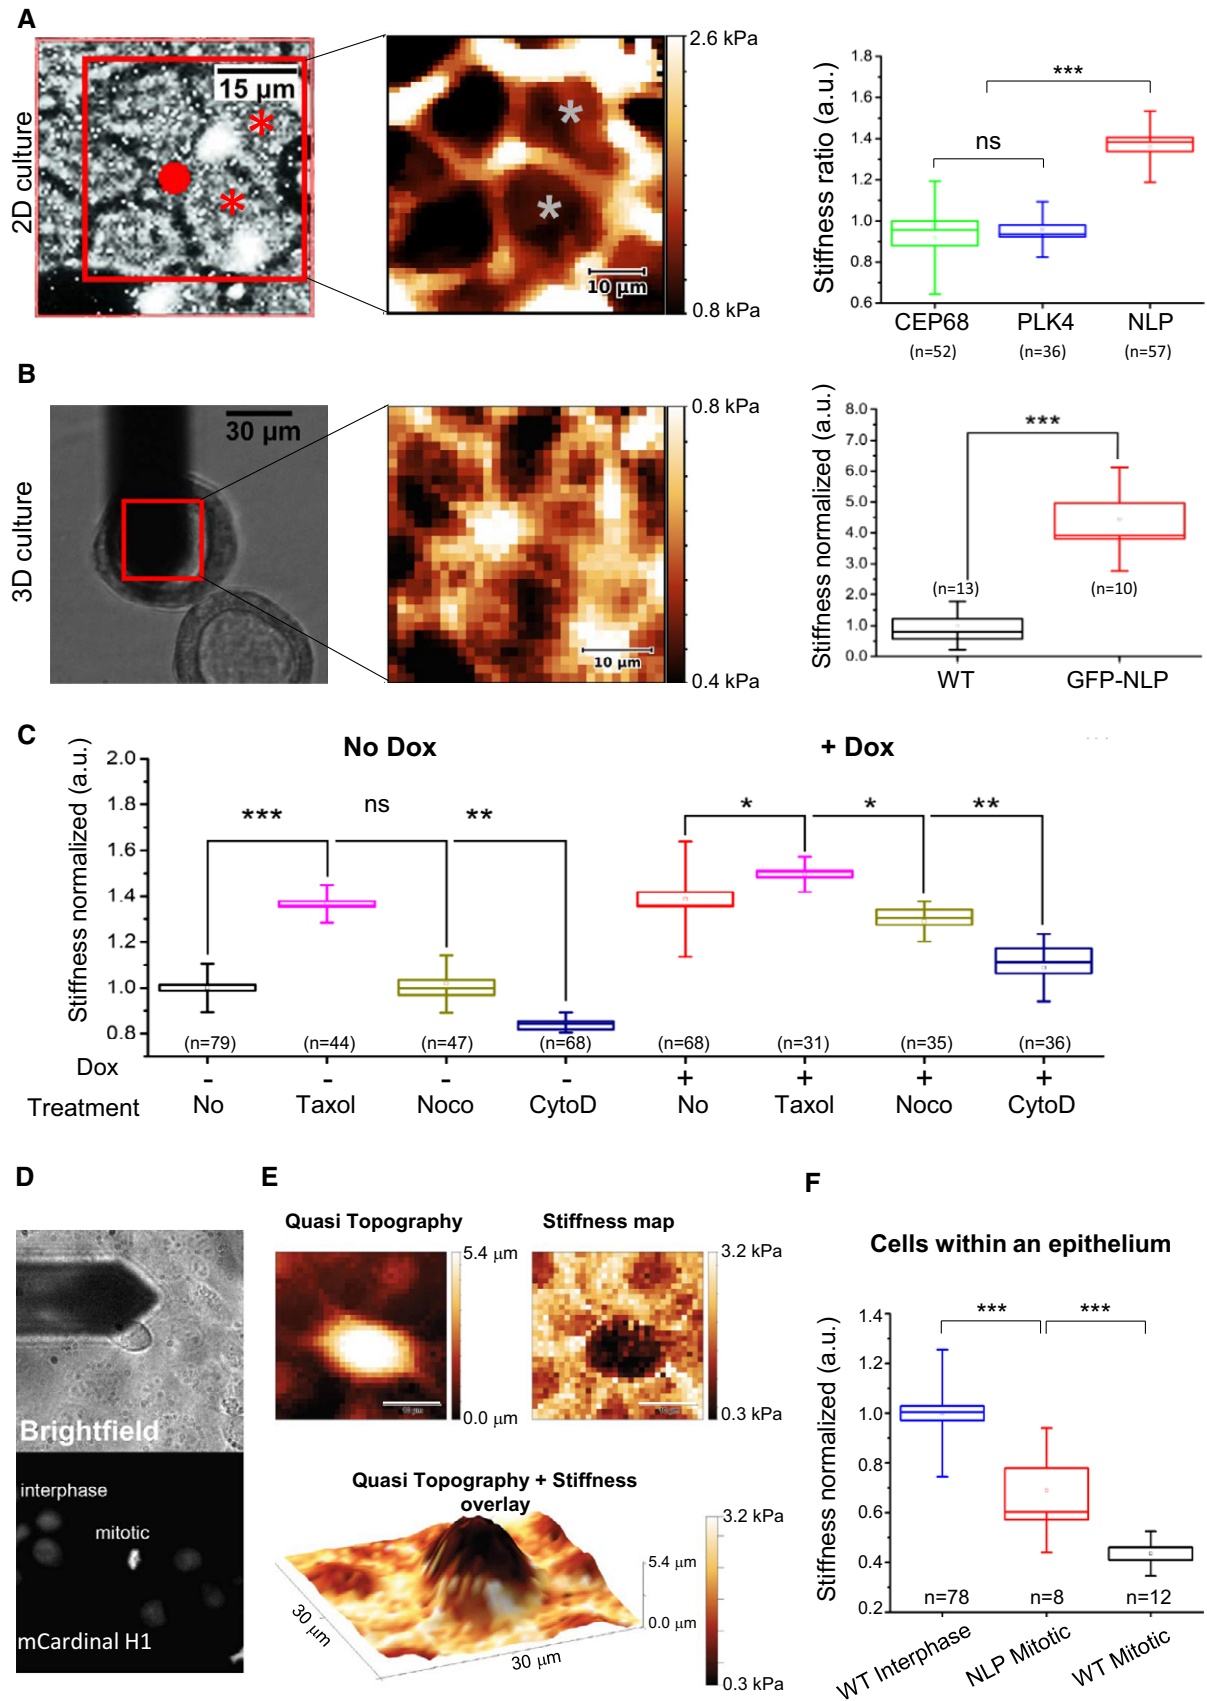 A
2D culture
15 µm
*
*
*
*
10 µm
2.6 kPa
0.8 kPa
Stiffness ratio (a.u.)
1.8
1.6
1.4
1.2
1.0
0.8
0.6
ns
***
CEP68
PLK4
NLP
(n=52)
(n=36)
(n=57)
B
3D culture
30 µm
10 µm
0.8 kPa
0.4 kPa
Stiffness normalized (a.u.)
8.0
7.0
6.0
5.0
4.0
3.0
2.0
1.0
0.0
***
(n=13)
(n=10)
WT
GFP-NLP
C
No Dox
+ Dox
Stiffness normalized (a.u.)
2.0
1.8
1.6
1.4
1.2
1.0
0.8
***
ns
**
*
*
**
(n=79)
(n=44)
(n=47)
(n=68)
(n=68)
(n=31)
(n=35)
(n=36)
Dox
-
-
-
-
+
+
+
+
Treatment
No
Taxol
Noco
CytoD
No
Taxol
Noco
CytoD
D
Brightfield
interphase
mitotic
mCardinal H1
E
Quasi Topography
5.4 µm
0.0 µm
Stiffness map
3.2 kPa
0.3 kPa
Quasi Topography + Stiffness
overlay
30 µm
30 µm
5.4 µm
0.0 µm
3.2 kPa
0.3 kPa
F
Cells within an epithelium
Stiffness normalized (a.u.)
1.4
1.2
1.0
0.8
0.6
0.4
0.2
***
***
n=78
n=8
n=12
WT Interphase
NLP Mitotic
WT Mitotic